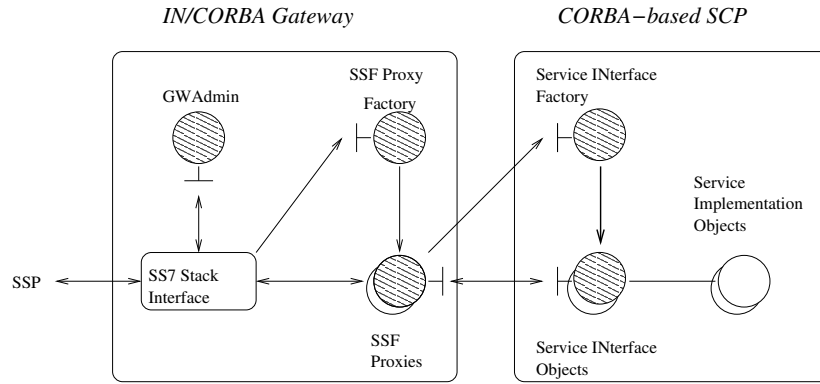 IN/CORBA Gateway
CORBA−based SCP
GWAdmin
SSF Proxy
Factory
Service INterface
Factory
Service
Implementation
Objects
SSP
SS7 Stack
Interface
SSF
Proxies
Service INterface
Objects